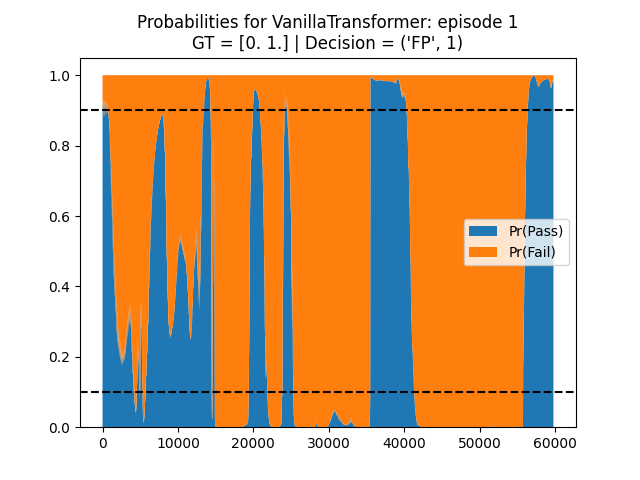 Probabilities for VanillaTransformer: episode 1
GT = [0. 1.] | Decision = ('FP', 1)
1.0
0.8
0.6
0.4
0.2
0.0
Pr(Pass)
Pr(Fail)
0 10000 20000 30000 40000 50000 60000